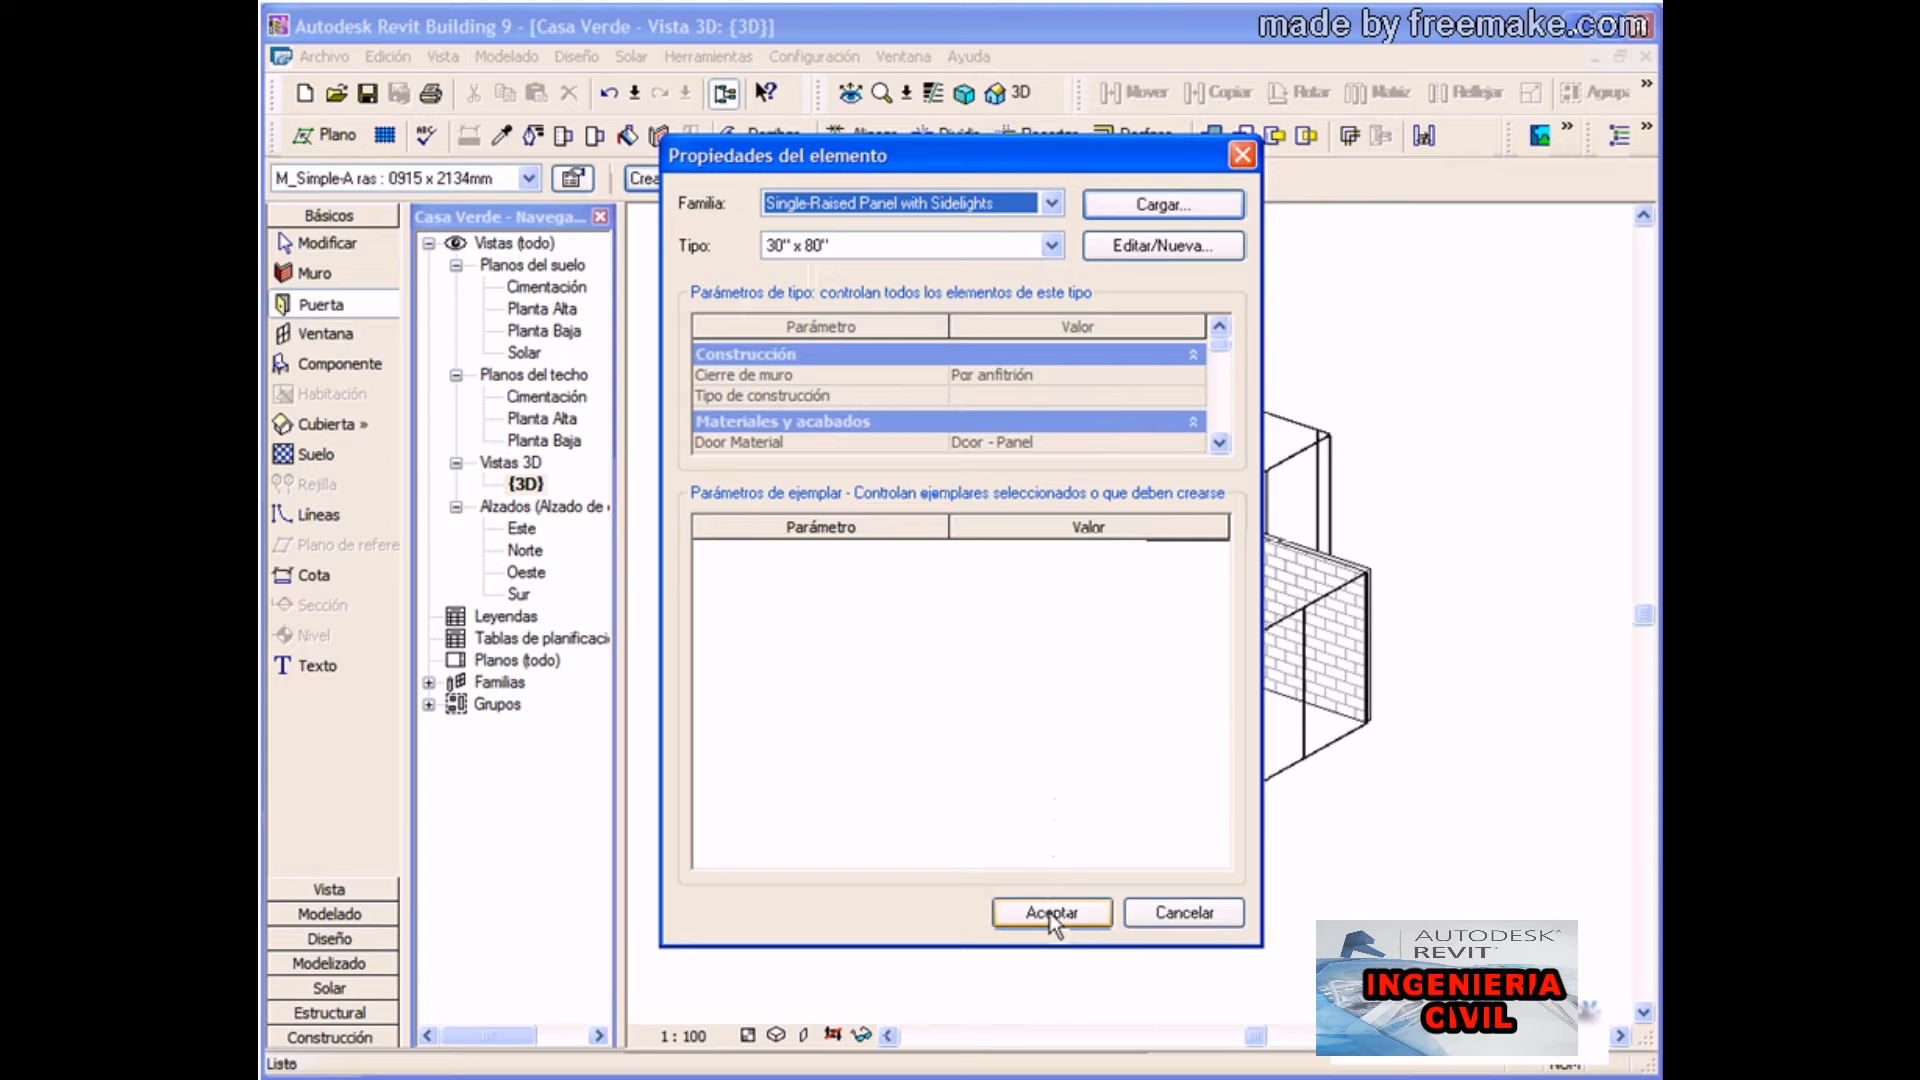 Autodesk Revit Building 9 - [Casa Verde - Vista 3D: {3D}]
made by freemake.com
Archivo Edición Vista Modelado Diseño Solar Herramientas Configuración Ventana Ayuda
3D Mover Copiar Rotar Matriz Reflejar Agrupa
Plano
M_Simple-A ras : 0915 x 2134mm
Crea
Básicos
Modificar
Muro
Puerta
Ventana
Componente
Habitación
Cubierta »
Suelo
Rejilla
Líneas
Plano de refere
Cota
Sección
Nivel
Texto
Vista
Modelado
Diseño
Modelizado
Solar
Estructural
Construcción
Casa Verde - Navega...
Vistas (todo)
Planos del suelo
Cimentación
Planta Alta
Planta Baja
Solar
Planos del techo
Cimentación
Planta Alta
Planta Baja
Vistas 3D
{3D}
Alzados (Alzado de
Este
Norte
Oeste
Sur
Leyendas
Tablas de planificaci
Planos (todo)
Familias
Grupos
Propiedades del elemento
Familia: Single-Raised Panel with Sidelights Cargar...
Tipo: 30" x 80" Editar/Nueva...
Parámetros de tipo: controlan todos los elementos de este tipo
Parámetro Valor
Construcción
Cierre de muro Por anfitrión
Tipo de construcción
Materiales y acabados
Door Material Door - Panel
Parámetros de ejemplar - Controlan ejemplares seleccionados o que deben crearse
Parámetro Valor
Aceptar Cancelar
1 : 100
AUTODESK
REVIT
INGENIERIA
CIVIL
Listo